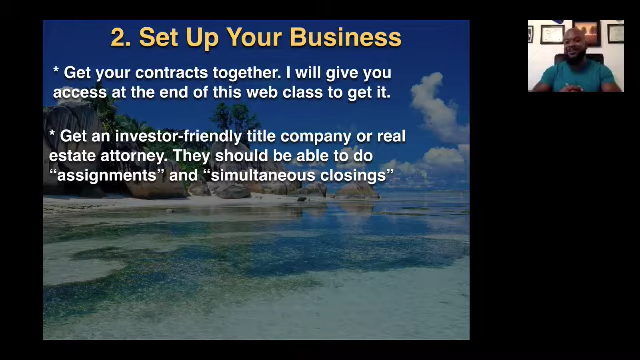 2. Set Up Your Business
* Get your contracts together. I will give you
access at the end of this web class to get it.
* Get an investor-friendly title company or real
estate attorney. They should be able to do
“assignments” and “simultaneous closings”